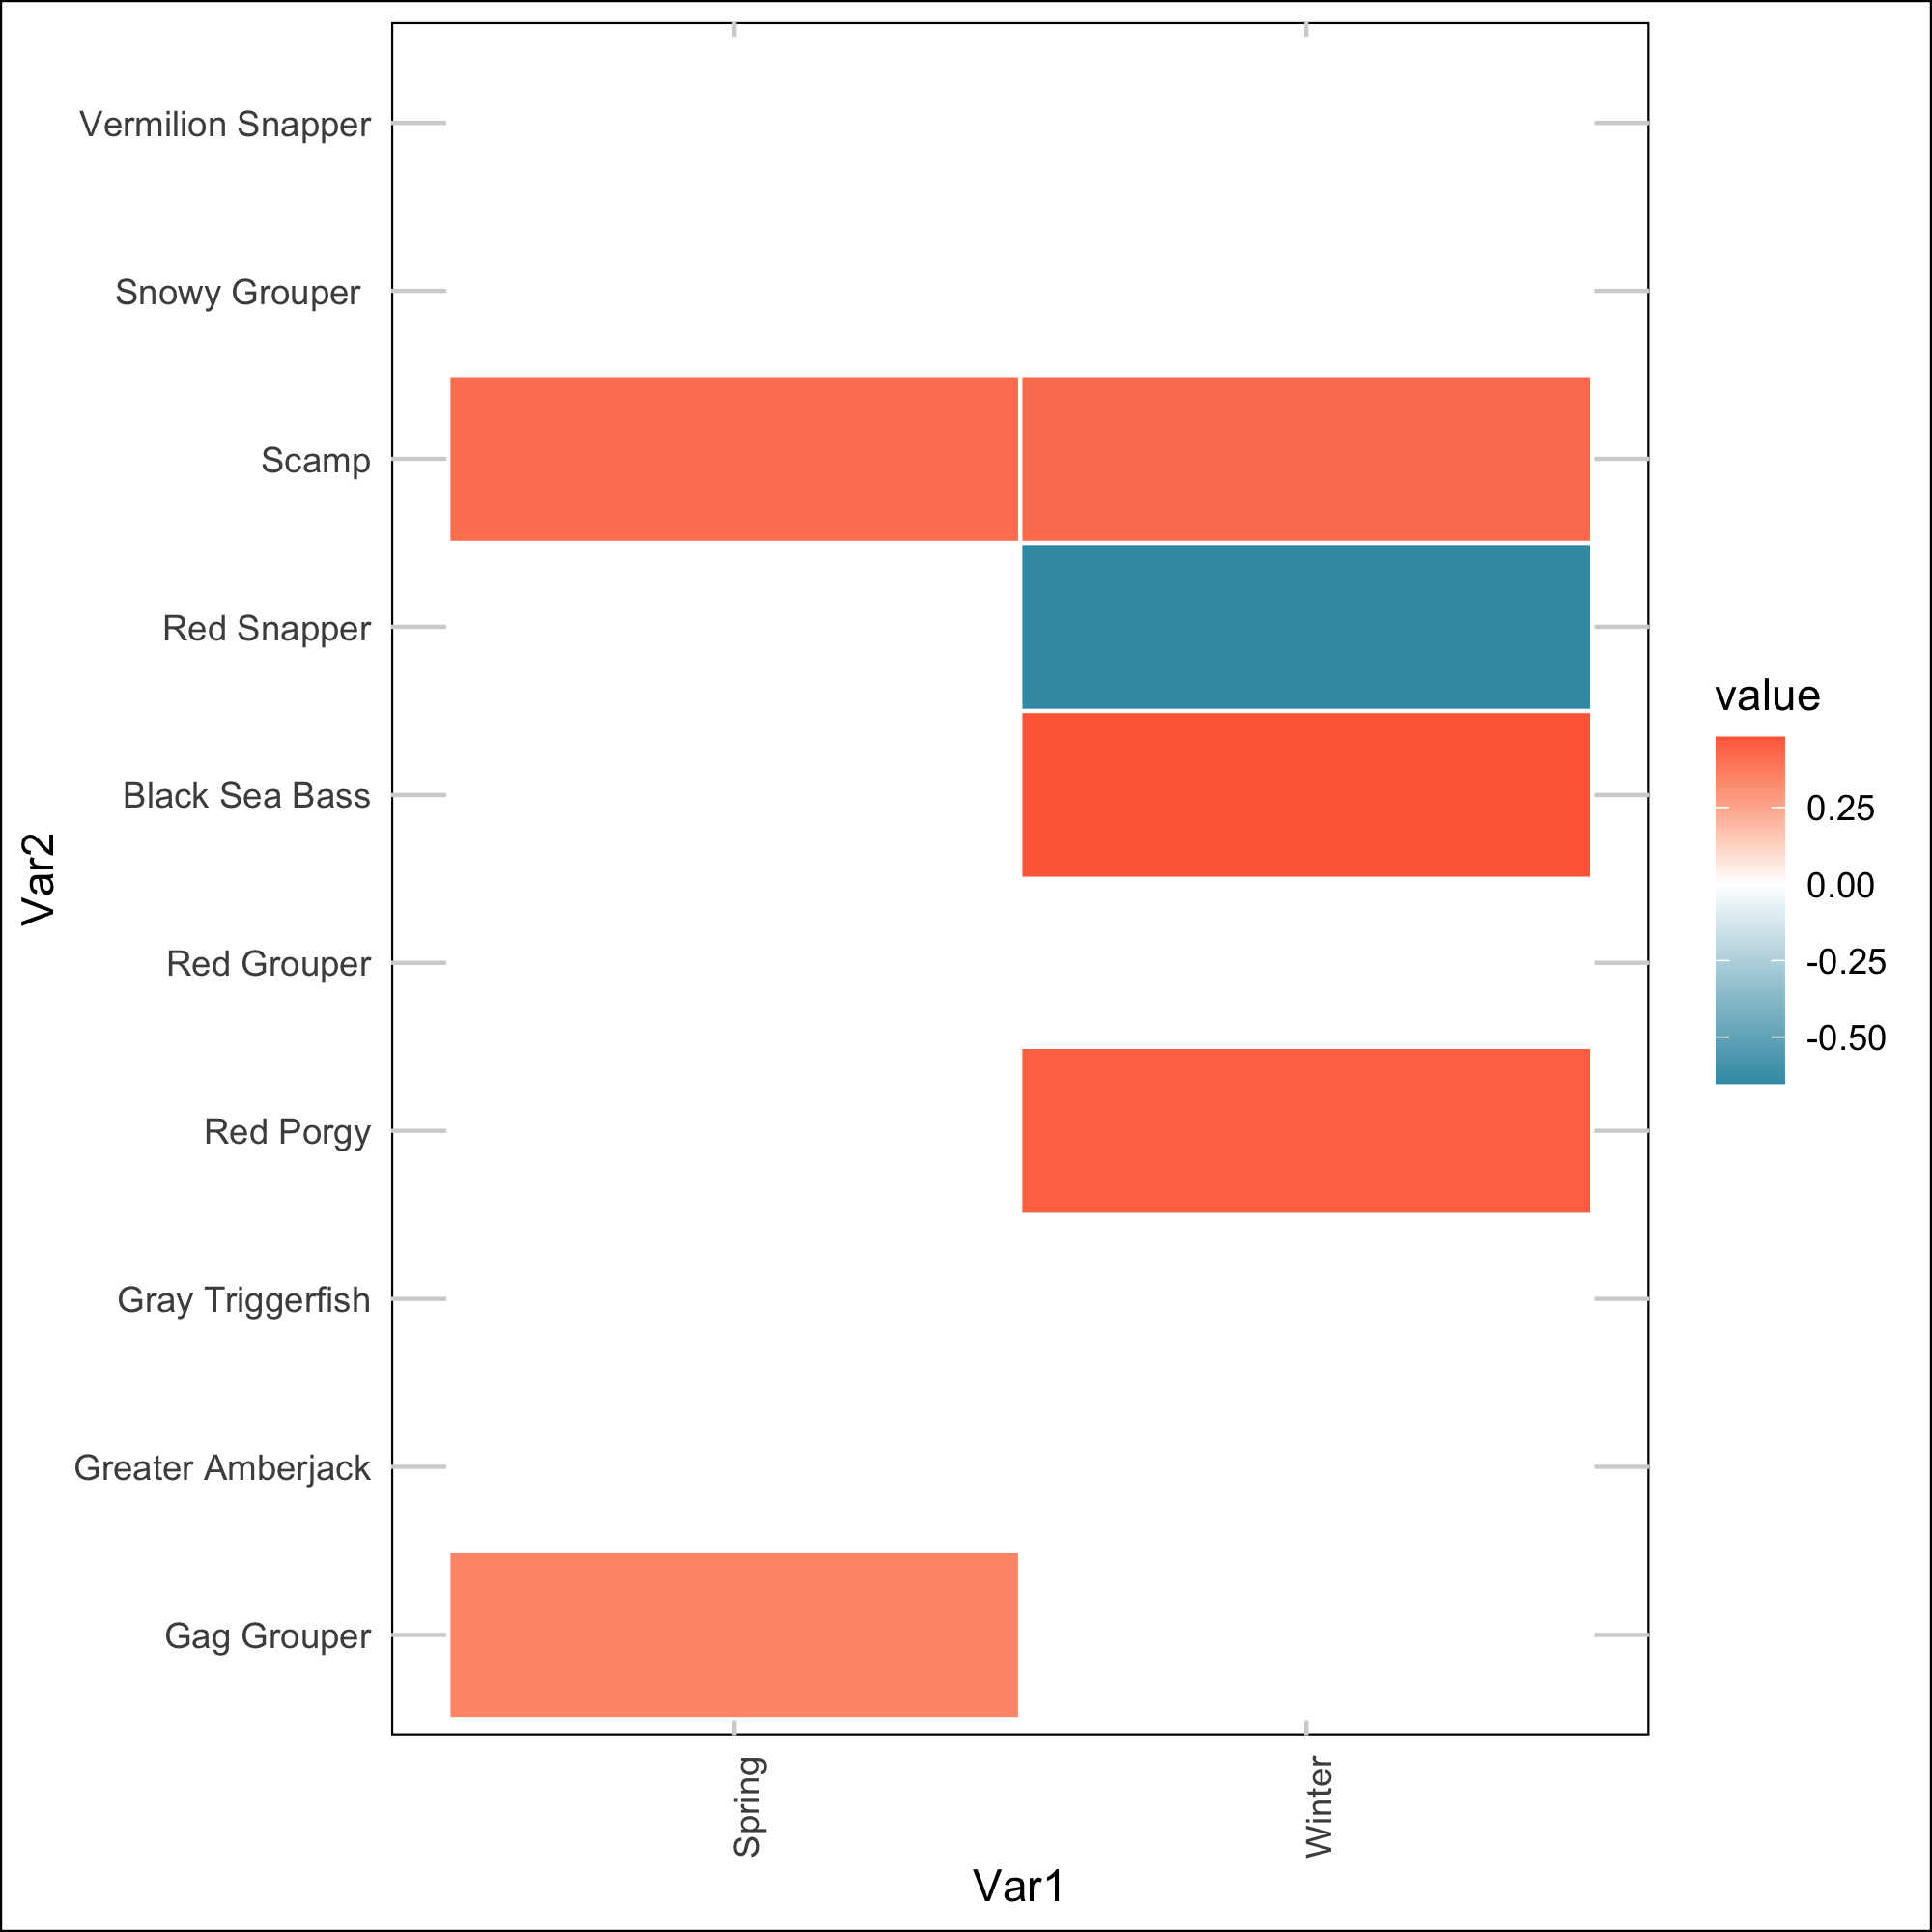 Vermilion Snapper
Snowy Grouper
Scamp
Red Snapper
Black Sea Bass
Red Grouper
Red Porgy
Gray Triggerfish
Greater Amberjack
Gag Grouper
Var2
Spring
Winter
Var1
value
0.25
0.00
-0.25
-0.50